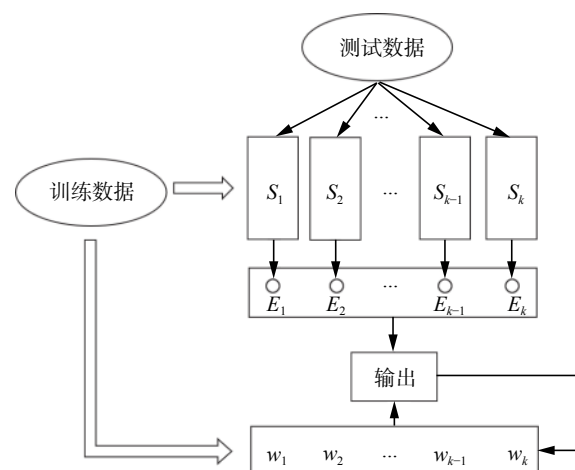 测试数据
...
训练数据
S₁ S₂ ... Sₖ₋₁ Sₖ
E₁ E₂ ... Eₖ₋₁ Eₖ
输出
w₁ w₂ ... wₖ₋₁ wₖ